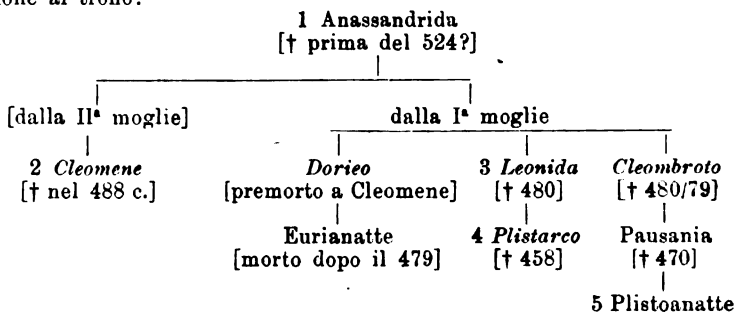 one al trono:
1 Anassandrida
[† prima del 524?]
[dalla IIª moglie] dalla Iª moglie
2 Cleomene Dorieo 3 Leonida Cleombroto
[† nel 488 c.] [premorto a Cleomene] [† 480] [† 480/79]
Eurianatte 4 Plistarco Pausania
[morto dopo il 479] [† 458] [† 470]
5 Plistoanatte